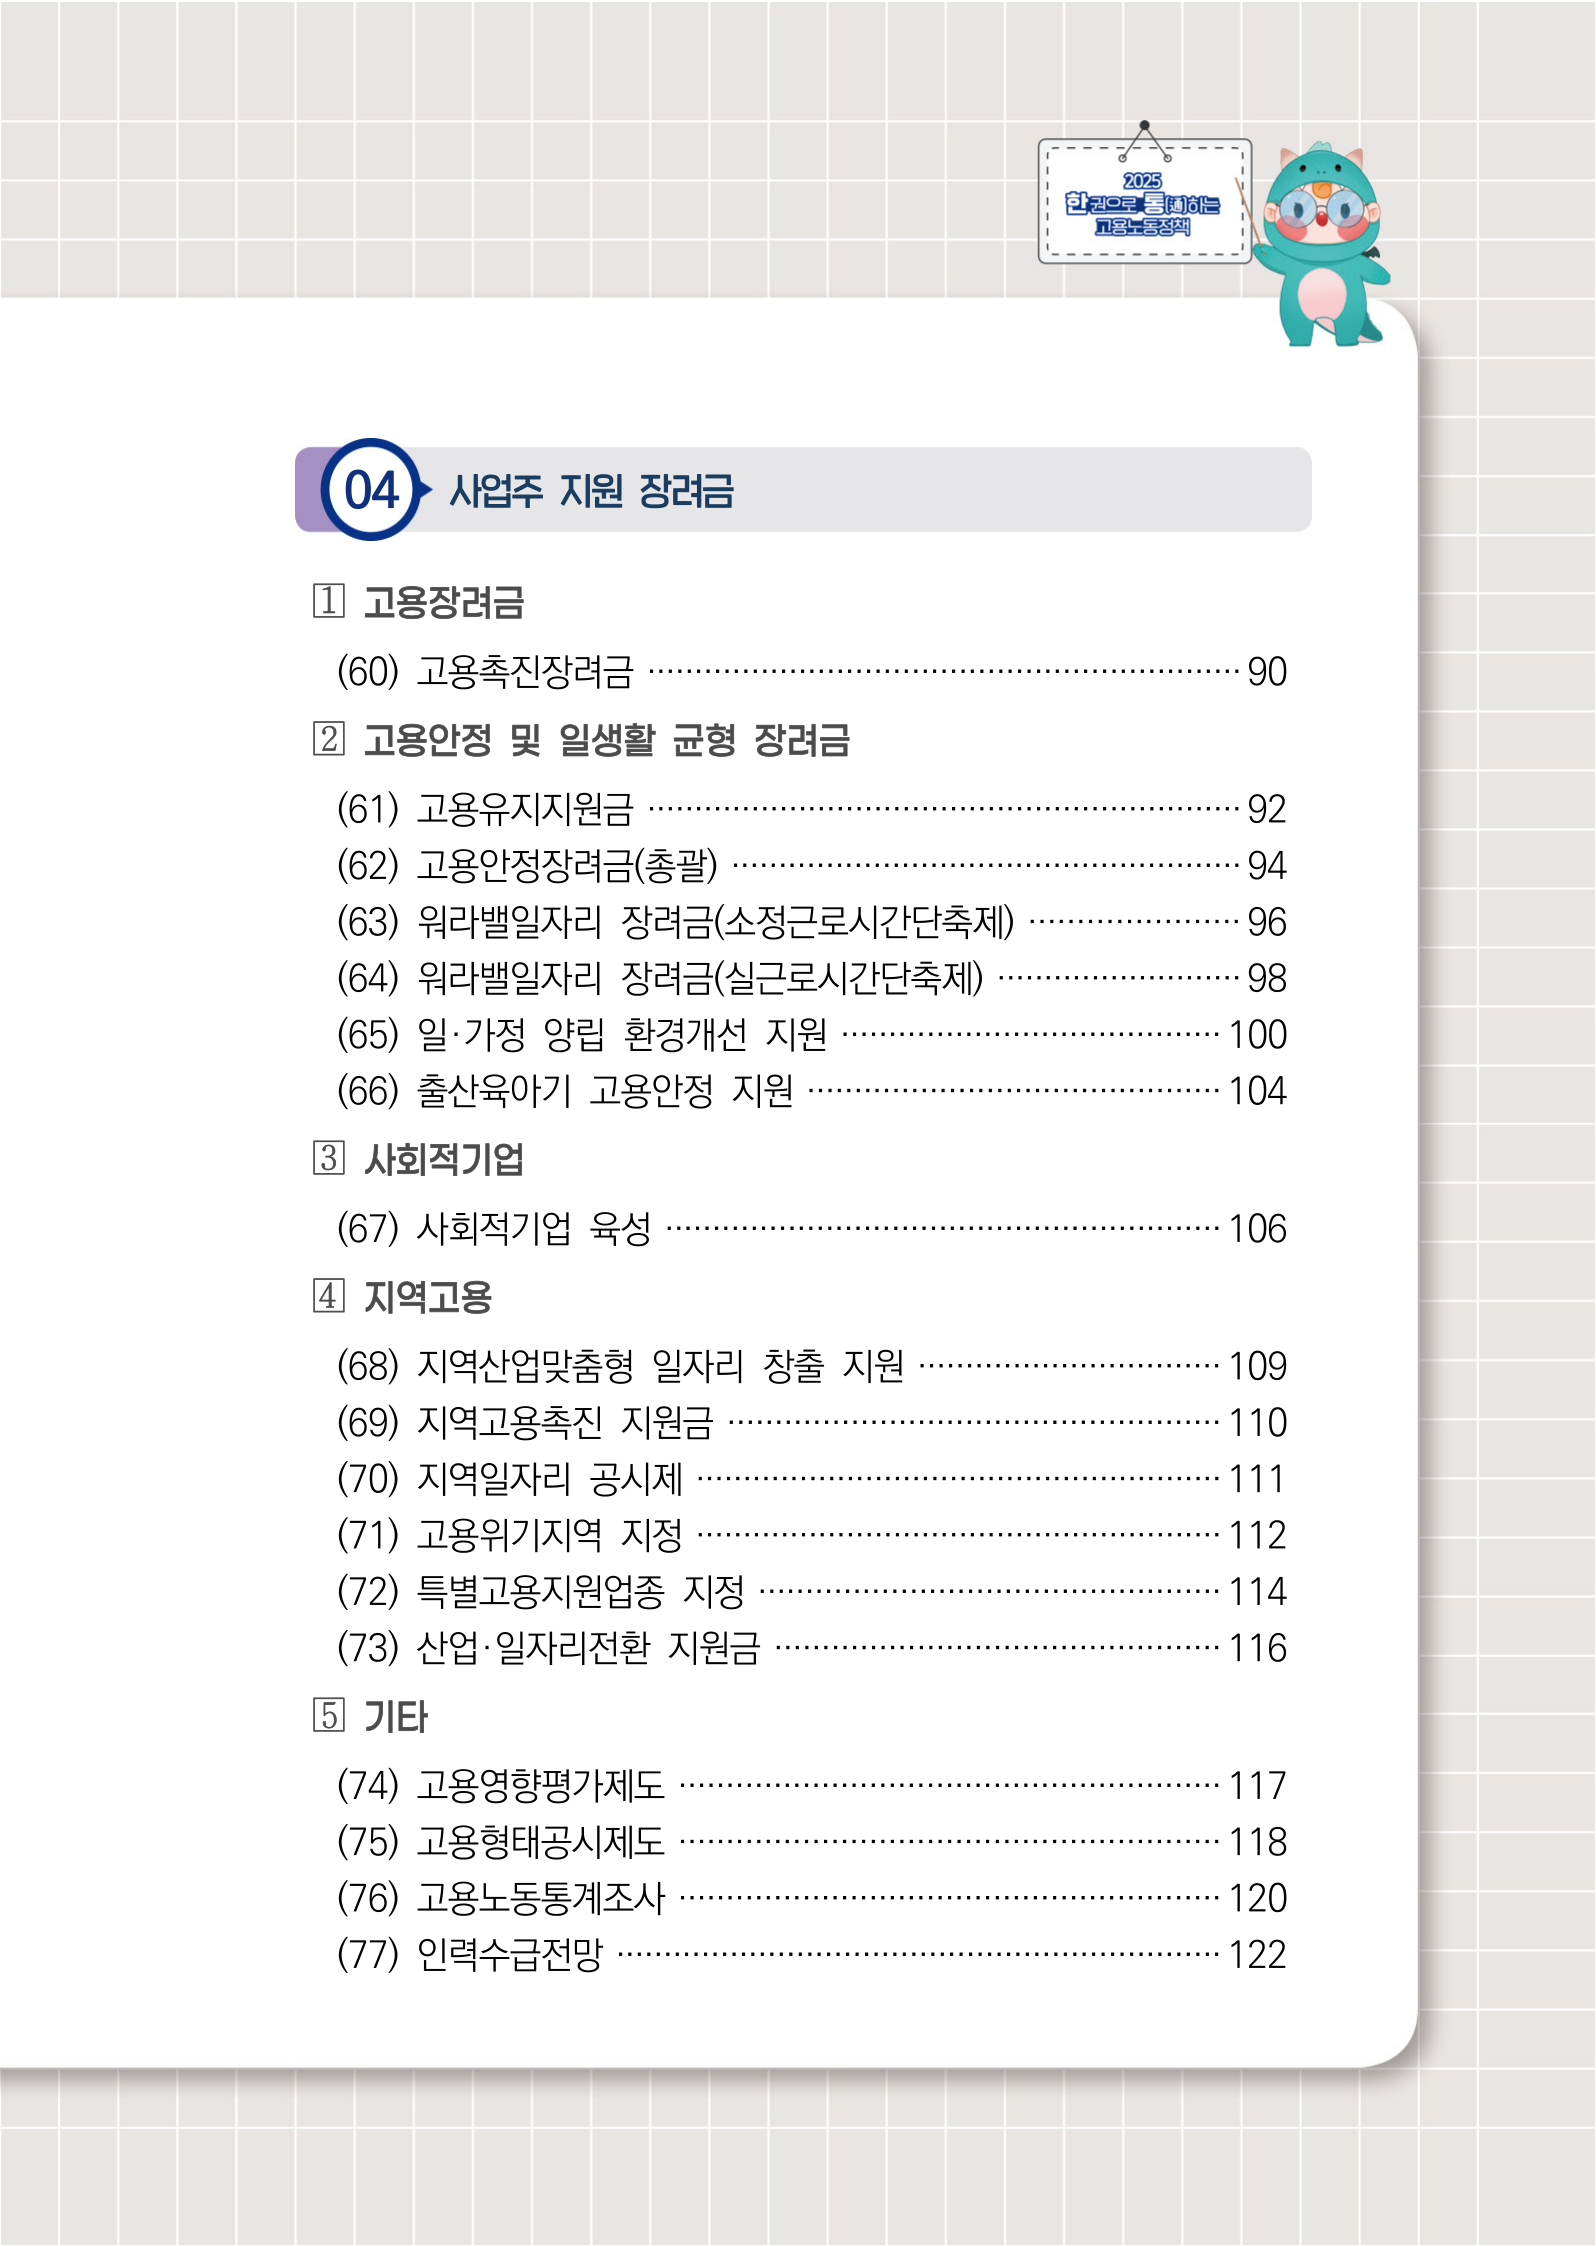 2025
한권으로 통(通)하는
고용노동정책
04 사업주 지원 장려금
1 고용장려금
(60) 고용촉진장려금 90
2 고용안정 및 일생활 균형 장려금
(61) 고용유지지원금 92
(62) 고용안정장려금(총괄) 94
(63) 워라밸일자리 장려금(소정근로시간단축제) 96
(64) 워라밸일자리 장려금(실근로시간단축제) 98
(65) 일·가정 양립 환경개선 지원 100
(66) 출산육아기 고용안정 지원 104
3 사회적기업
(67) 사회적기업 육성 106
4 지역고용
(68) 지역산업맞춤형 일자리 창출 지원 109
(69) 지역고용촉진 지원금 110
(70) 지역일자리 공시제 111
(71) 고용위기지역 지정 112
(72) 특별고용지원업종 지정 114
(73) 산업·일자리전환 지원금 116
5 기타
(74) 고용영향평가제도 117
(75) 고용형태공시제도 118
(76) 고용노동통계조사 120
(77) 인력수급전망 122